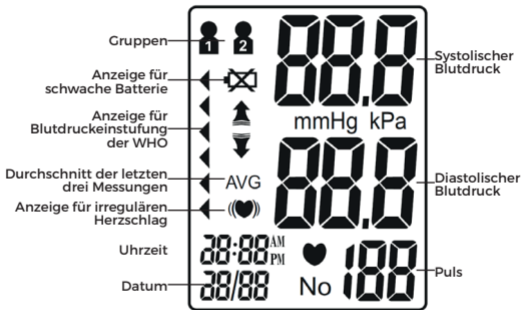 Gruppen
Anzeige für
schwache Batterie
Anzeige für
Blutdruckeinstufung
der WHO
Durchschnitt der letzten
drei Messungen
Anzeige für irregulären
Herzschlag
Uhrzeit
Datum
1 2
88.8
mmHg kPa
88.8
AVG
28:88 AM
PM
28/88
No 188
Systolischer
Blutdruck
Diastolischer
Blutdruck
Puls